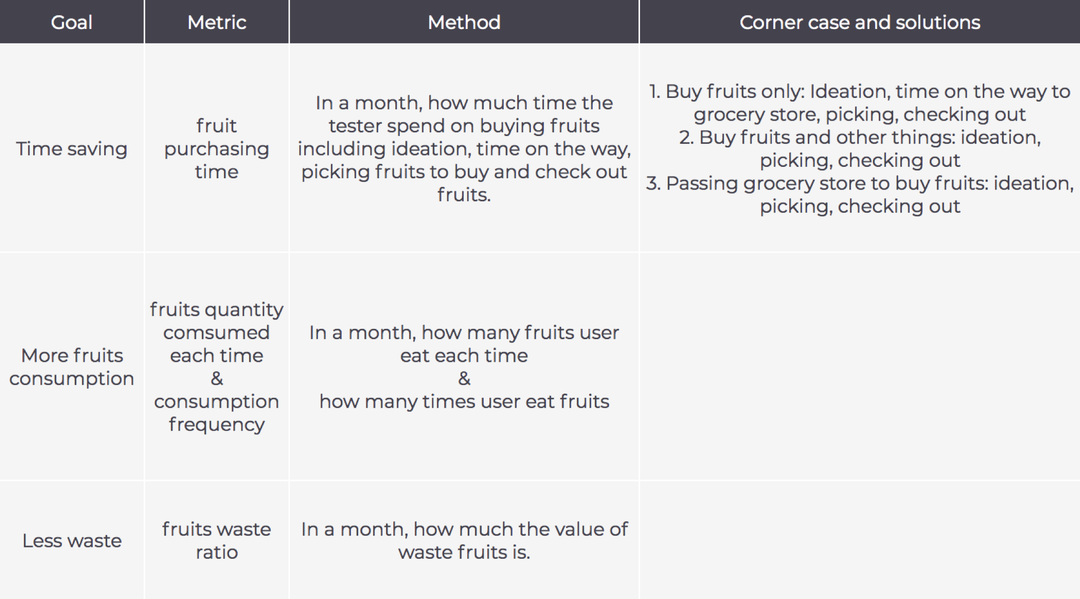 Goal
Metric
Method
Corner case and solutions
Time saving
fruit
purchasing
time
In a month, how much time the
tester spend on buying fruits
including ideation, time on the way,
picking fruits to buy and check out
fruits.
1. Buy fruits only: Ideation, time on the way to
grocery store, picking, checking out
2. Buy fruits and other things: ideation,
picking, checking out
3. Passing grocery store to buy fruits: ideation,
picking, checking out
More fruits
consumption
fruits quantity
comsumed
each time
&
consumption
frequency
In a month, how many fruits user
eat each time
&
how many times user eat fruits
Less waste
fruits waste
ratio
In a month, how much the value of
waste fruits is.